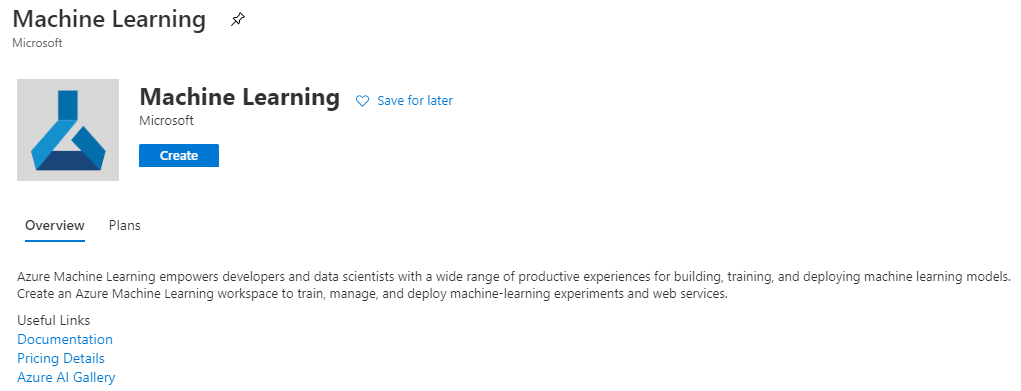 Machine Learning
Microsoft
Machine Learning
Save for later
Microsoft
Create
Overview
Plans
Azure Machine Learning empowers developers and data scientists with a wide range of productive experiences for building, training, and deploying machine learning models.
Create an Azure Machine Learning workspace to train, manage, and deploy machine-learning experiments and web services.
Useful Links
Documentation
Pricing Details
Azure AI Gallery